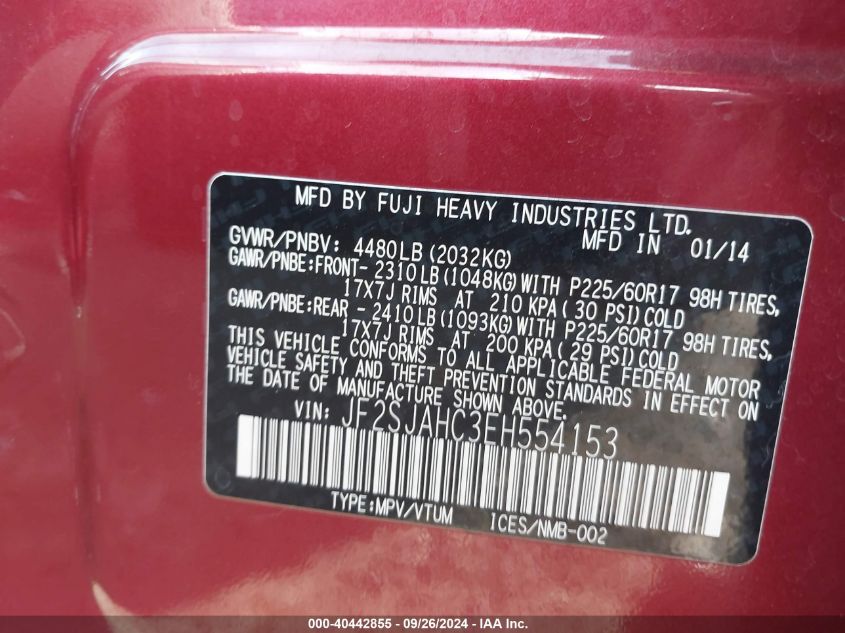 MFD BY FUJI HEAVY INDUSTRIES LTD.
MFD IN 01/14
GVWR/PNBV: 4480LB (2032KG)
GAWR/PNBE:FRONT- 2310LB (1048KG) WITH P225/60R17 98H TIRES,
17X7J RIMS AT 210 KPA ( 30 PSI) COLD
GAWR/PNBE:REAR - 2410LB (1093KG) WITH P225/60R17 98H TIRES,
17X7J RIMS AT 200 KPA ( 29 PSI) COLD
THIS VEHICLE CONFORMS TO ALL APPLICABLE FEDERAL MOTOR
VEHICLE SAFETY AND THEFT PREVENTION STANDARDS IN EFFECT ON
THE DATE OF MANUFACTURE SHOWN ABOVE.
VIN: JF2SJAHC3EH554153
TYPE:MPV/VTUM ICES/NMB-002
000-40442855 - 09/26/2024 - Copyright © 2024 IAA, Inc.